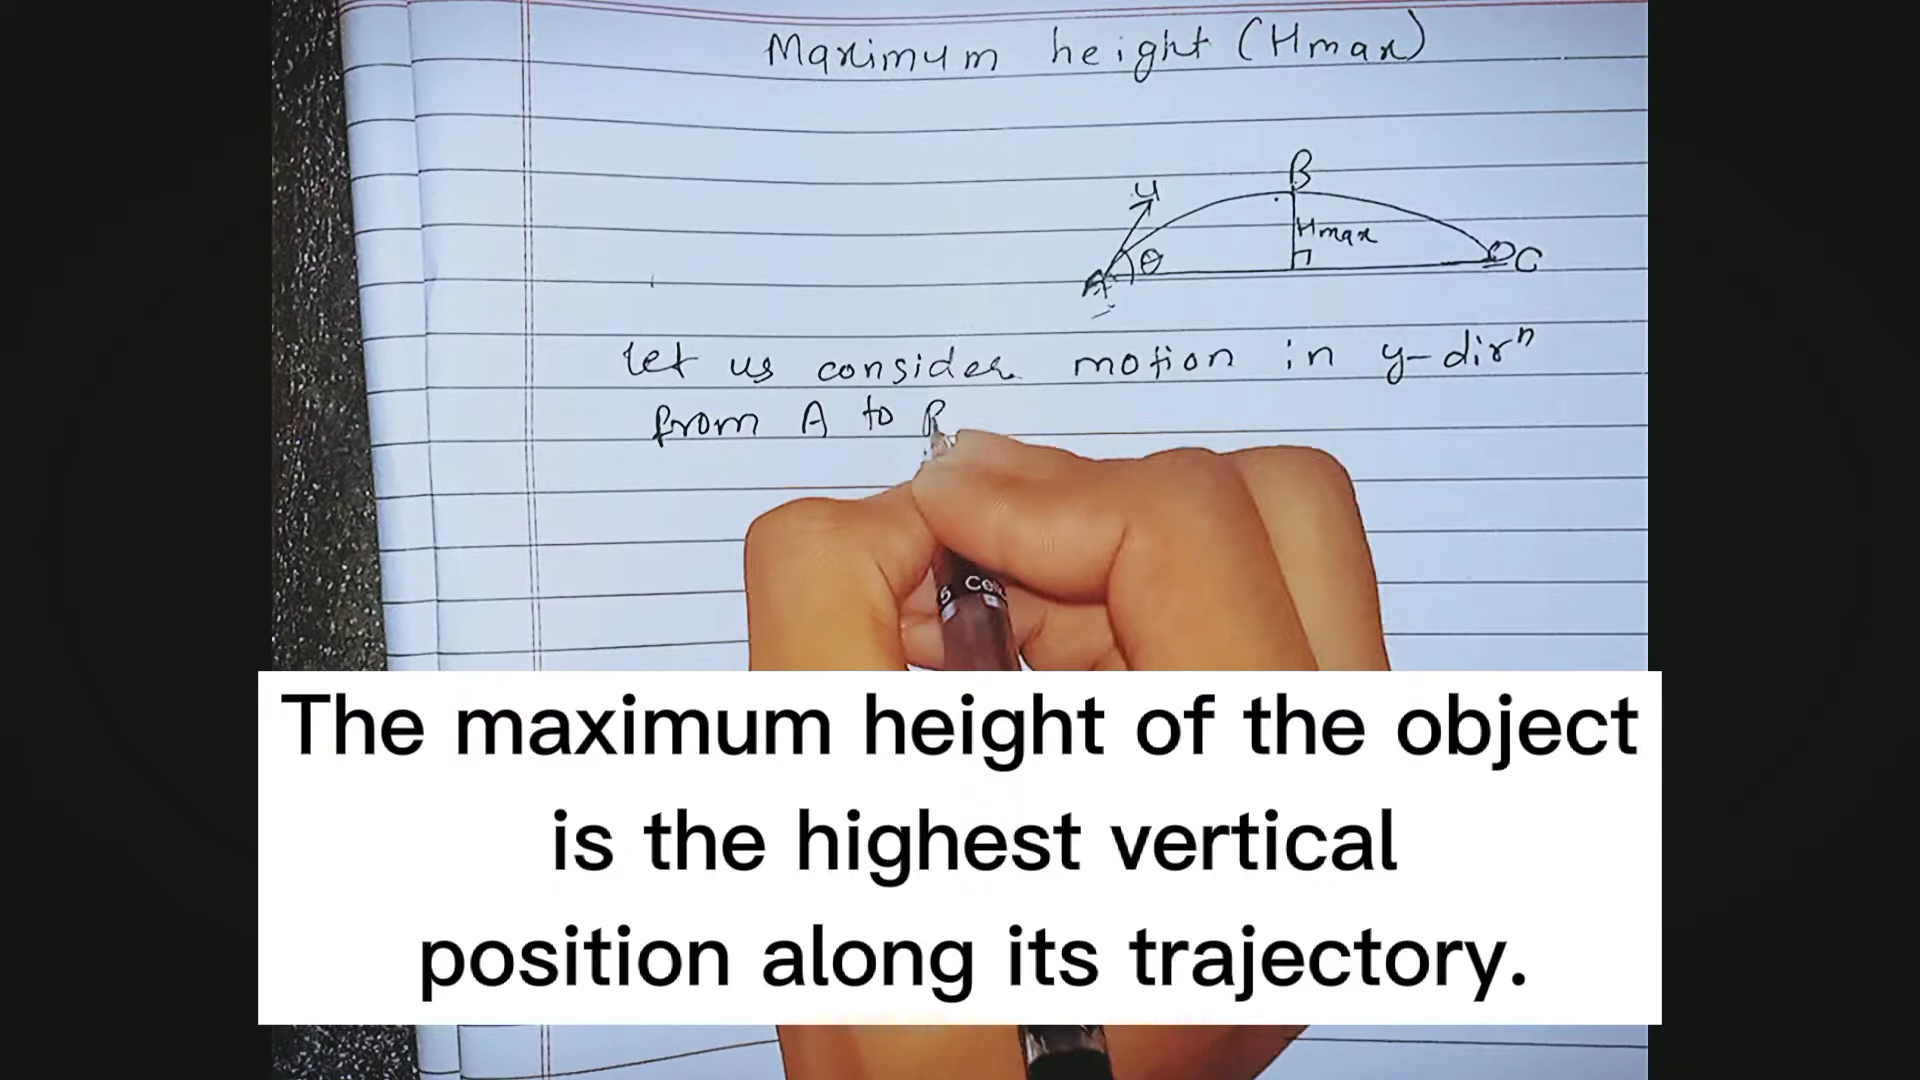 Maximum height (Hmax)
B
u
Hmax
θ
C
A
let us consider motion in y-dirⁿ
from A to B
The maximum height of the object
is the highest vertical
position along its trajectory.